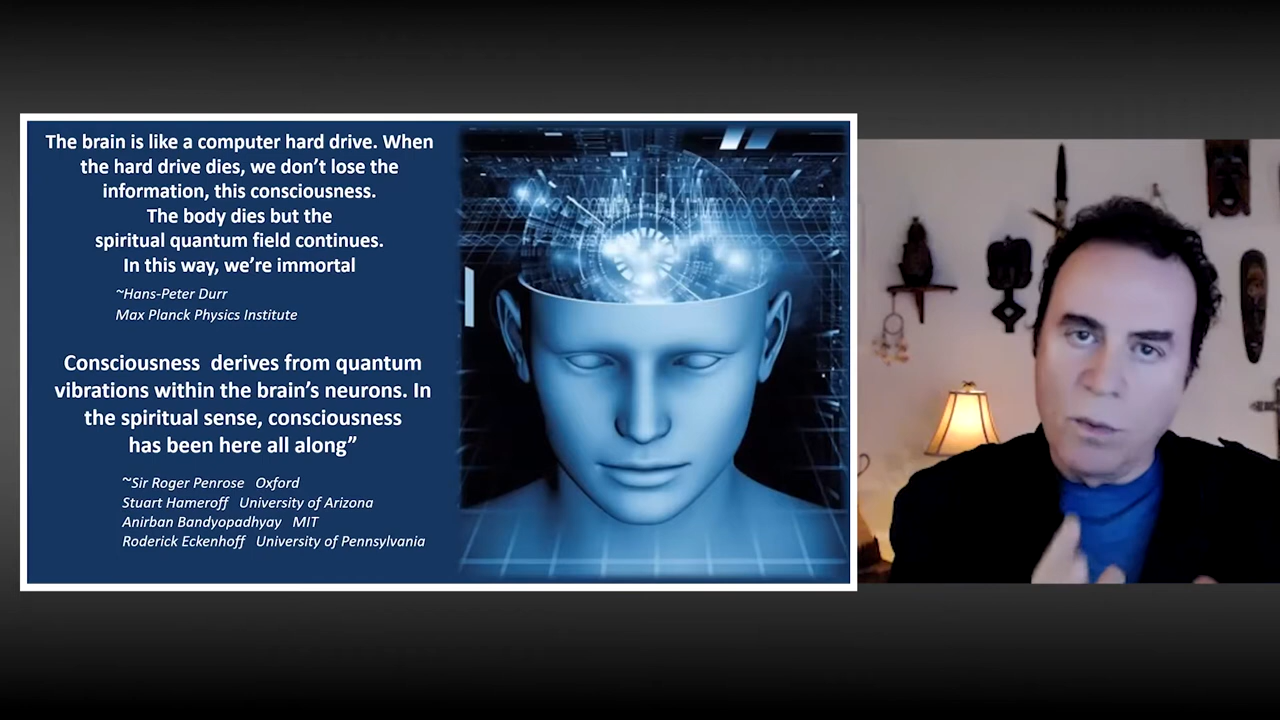 The brain is like a computer hard drive. When
the hard drive dies, we don’t lose the
information, this consciousness.
The body dies but the
spiritual quantum field continues.
In this way, we’re immortal
~Hans-Peter Durr
Max Planck Physics Institute
Consciousness derives from quantum
vibrations within the brain’s neurons. In
the spiritual sense, consciousness
has been here all along”
~Sir Roger Penrose Oxford
Stuart Hameroff University of Arizona
Anirban Bandyopadhyay MIT
Roderick Eckenhoff University of Pennsylvania